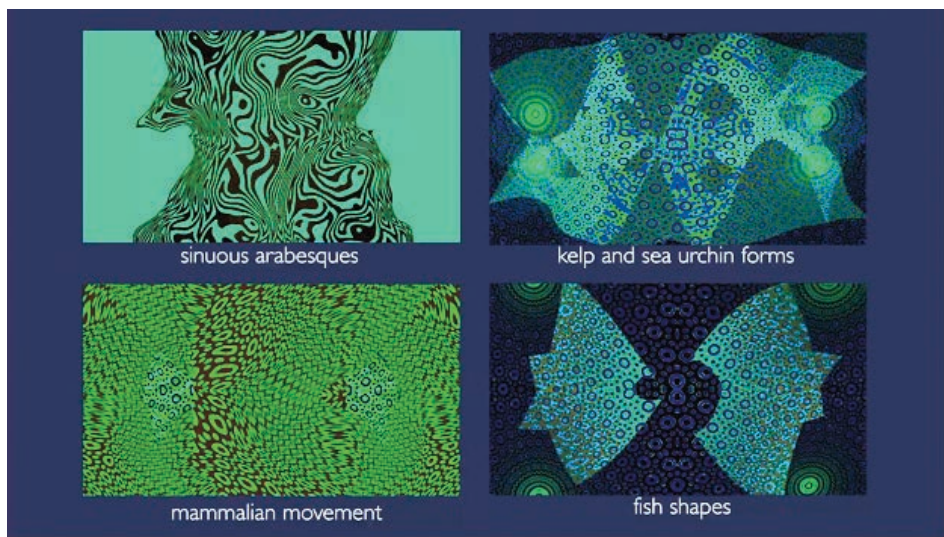 sinuous arabesques
kelp and sea urchin forms
mammalian movement
fish shapes